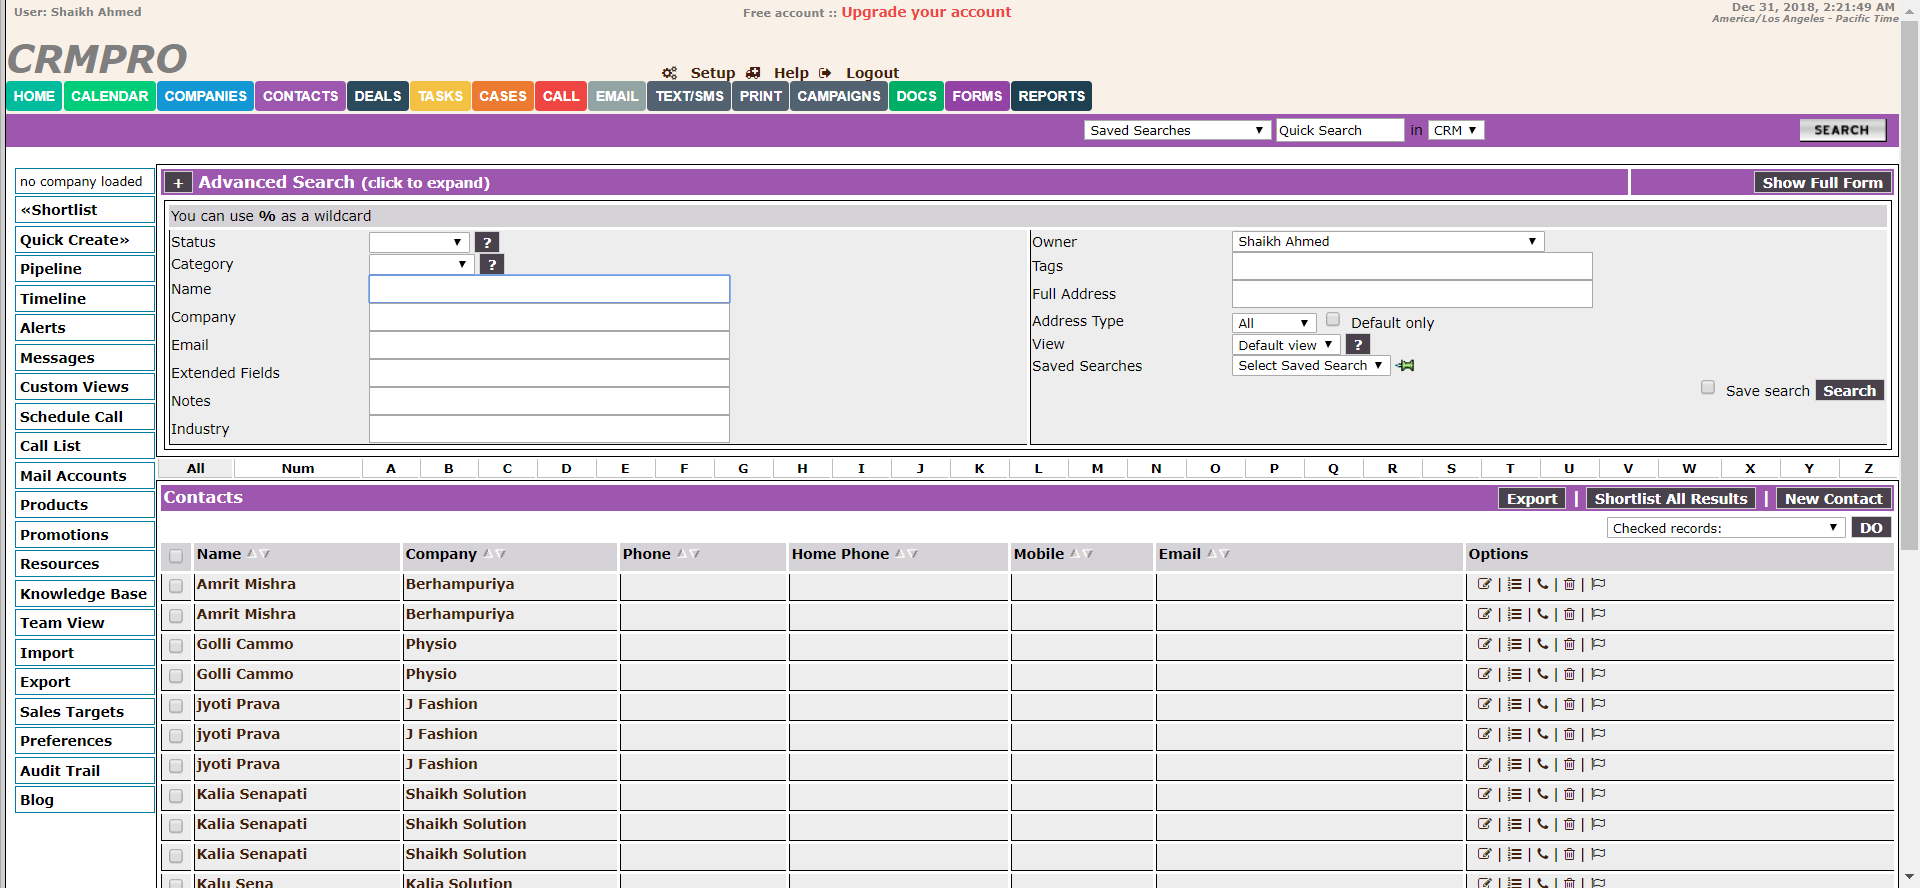 User: Shaikh Ahmed
Free account :: Upgrade your account
Dec 31, 2018, 2:21:49 AM
America/Los Angeles - Pacific Time
CRMPRO
Setup Help Logout
HOME CALENDAR COMPANIES CONTACTS DEALS TASKS CASES CALL EMAIL TEXT/SMS PRINT CAMPAIGNS DOCS FORMS REPORTS
Saved Searches Quick Search in CRM SEARCH
no company loaded
«Shortlist
Quick Create»
Pipeline
Timeline
Alerts
Messages
Custom Views
Schedule Call
Call List
Mail Accounts
Products
Promotions
Resources
Knowledge Base
Team View
Import
Export
Sales Targets
Preferences
Audit Trail
Blog
+ Advanced Search (click to expand) Show Full Form
You can use % as a wildcard
Status ?
Category ?
Name
Company
Email
Extended Fields
Notes
Industry
Owner Shaikh Ahmed
Tags
Full Address
Address Type All Default only
View Default view ?
Saved Searches Select Saved Search
Save search Search
All Num A B C D E F G H I J K L M N O P Q R S T U V W X Y Z
Contacts Export | Shortlist All Results | New Contact
Checked records: DO
Name Company Phone Home Phone Mobile Email Options
Amrit Mishra Berhampuriya | | | |
Amrit Mishra Berhampuriya | | | |
Golli Cammo Physio | | | |
Golli Cammo Physio | | | |
jyoti Prava J Fashion | | | |
jyoti Prava J Fashion | | | |
jyoti Prava J Fashion | | | |
Kalia Senapati Shaikh Solution | | | |
Kalia Senapati Shaikh Solution | | | |
Kalia Senapati Shaikh Solution | | | |
Kalu Sena Kalia Solution | | | |